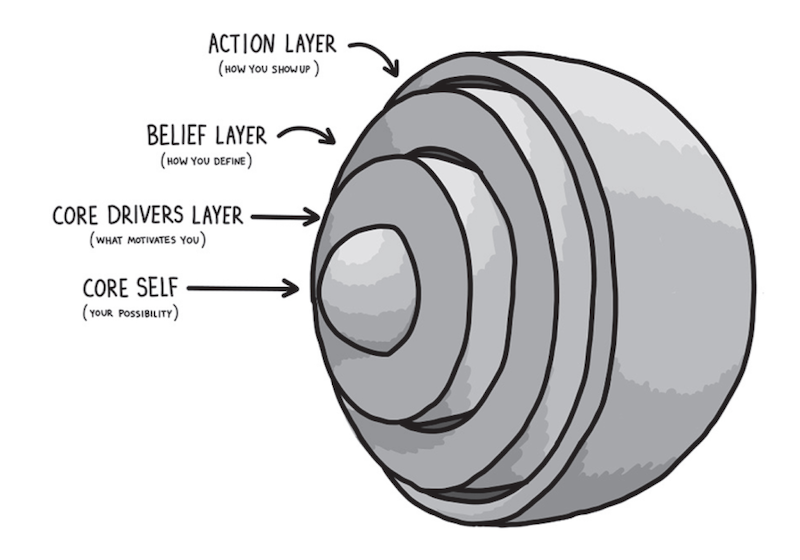 ACTION LAYER
(HOW YOU SHOW UP)
BELIEF LAYER
(HOW YOU DEFINE)
CORE DRIVERS LAYER
(WHAT MOTIVATES YOU)
CORE SELF
(YOUR POSSIBILITY)